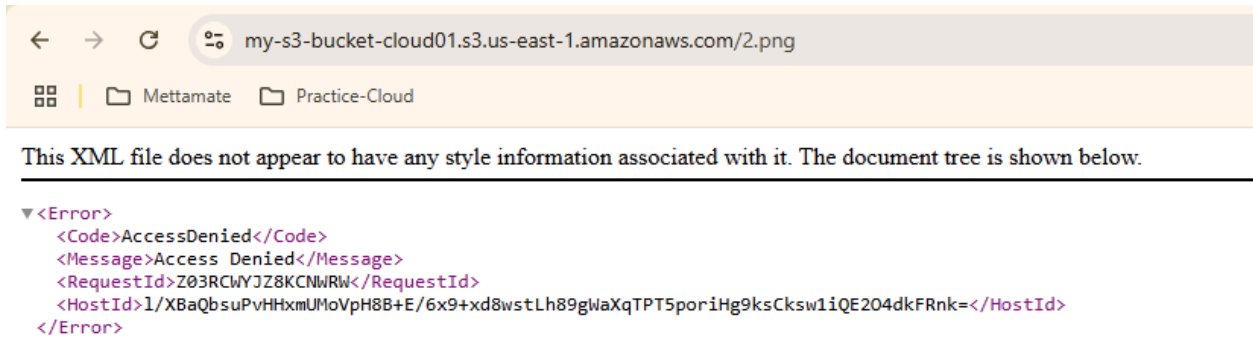 my-s3-bucket-cloud01.s3.us-east-1.amazonaws.com/2.png
Mettamate Practice-Cloud
This XML file does not appear to have any style information associated with it. The document tree is shown below.
<Error>
<Code>AccessDenied</Code>
<Message>Access Denied</Message>
<RequestId>Z03RCWYJZ8KCNWRW</RequestId>
<HostId>l/XBaQbsuPvHHxmUMoVpH8B+E/6x9+xd8wstLh89gWaXqTPT5poriHg9ksCksw1iQE2O4dkFRnk=</HostId>
</Error>